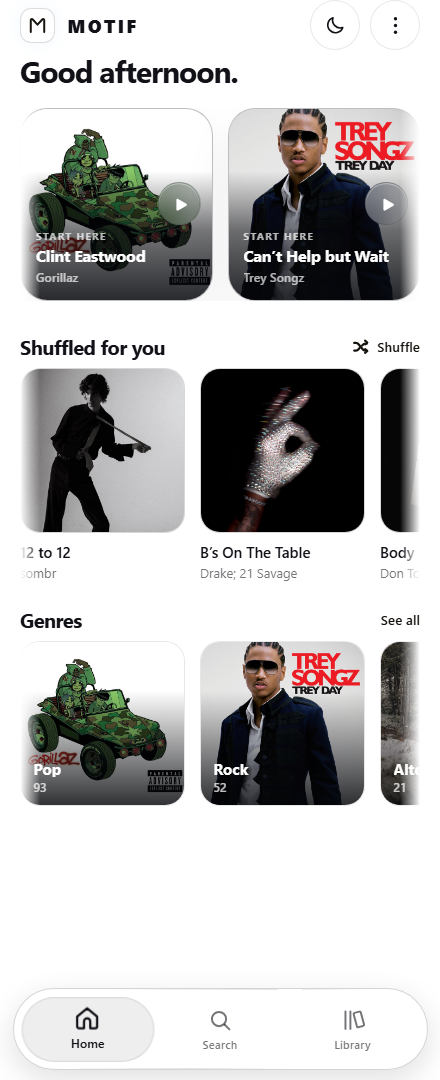 MOTIF
Good afternoon.
TREY
SONGZ
TREY DAY
START HERE
Clint Eastwood
Gorillaz
GORILLAZ
PARENTAL
ADVISORY
EXPLICIT CONTENT
START HERE
Can't Help but Wait
Trey Songz
Shuffled for you
Shuffle
12 to 12
sombr
B's On The Table
Drake; 21 Savage
Body
Don To
Genres
See all
GORILLAZ
Pop
93
PARENTAL
ADVISORY
EXPLICIT CONTENT
TREY
SONGZ
TREY DAY
Rock
52
Alte
21
Home
Search
Library